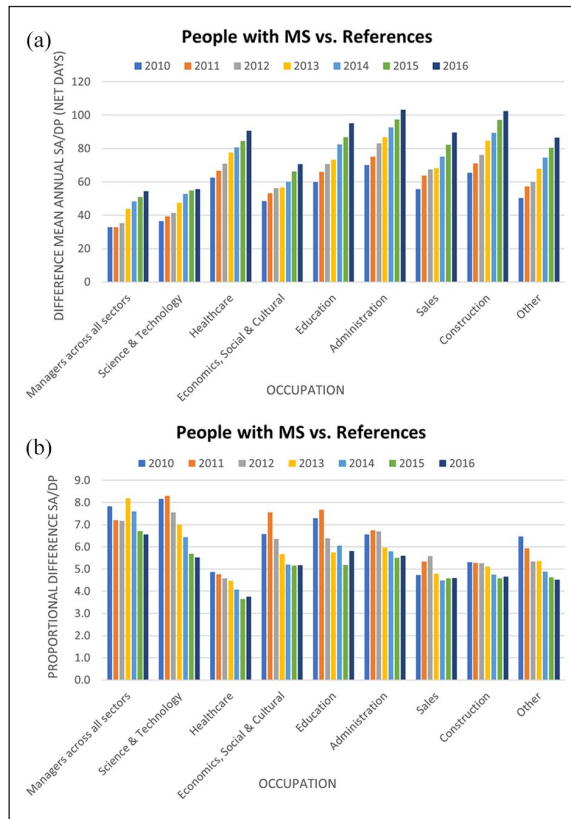 (a)
People with MS vs. References
2010 2011 2012 2013 2014 2015 2016
DIFFERENCE MEAN ANNUAL SA/DP (NET DAYS)
120
100
80
60
40
20
0
Managers across all sectors
Science & Technology
Healthcare
Economics, Social & Cultural
Education
Administration
Sales
Construction
Other
OCCUPATION
(b)
People with MS vs. References
2010 2011 2012 2013 2014 2015 2016
PROPORTIONAL DIFFERENCE SA/DP
9.0
8.0
7.0
6.0
5.0
4.0
3.0
2.0
1.0
0.0
Managers across all sectors
Science & Technology
Healthcare
Economics, Social & Cultural
Education
Administration
Sales
Construction
Other
OCCUPATION